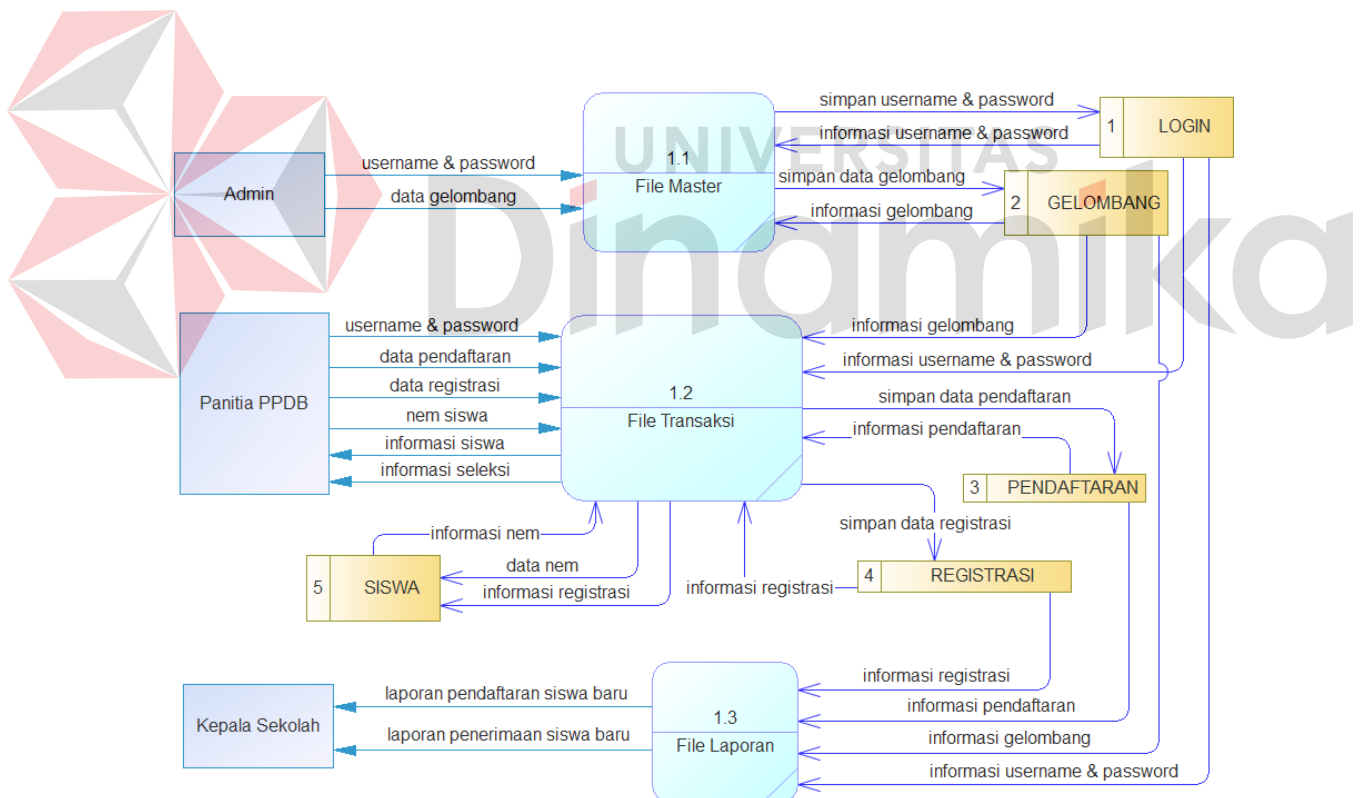 simpan username & password
1
LOGIN
UNIVERSITAS
informasi username & password
1.1
File Master
username & password
data gelombang
Admin
simpan data gelombang
2
GELOMBANG
informasi gelombang
Dinamika
username & password
data pendaftaran
data registrasi
nem siswa
informasi siswa
informasi seleksi
Panitia PPDB
1.2
File Transaksi
informasi gelombang
informasi username & password
simpan data pendaftaran
informasi pendaftaran
3
PENDAFTARAN
simpan data registrasi
informasi nem
data nem
informasi registrasi
5
SISWA
informasi registrasi
4
REGISTRASI
informasi registrasi
informasi pendaftaran
informasi gelombang
informasi username & password
laporan pendaftaran siswa baru
laporan penerimaan siswa baru
Kepala Sekolah
1.3
File Laporan